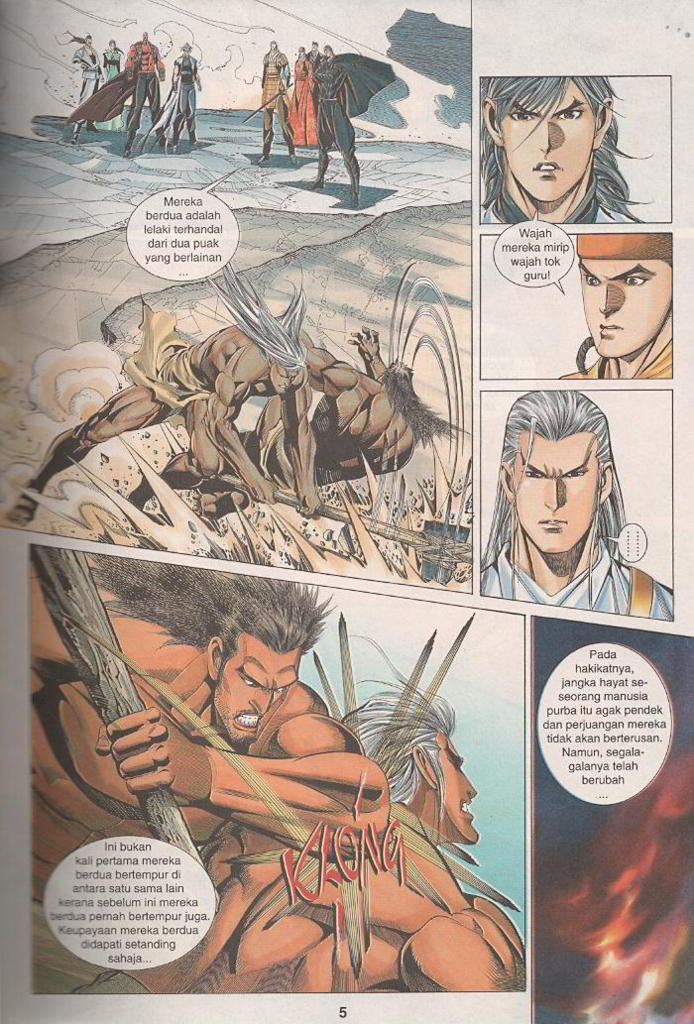 Mereka
berdua adalah
lelaki terhandal
dari dua puak
yang berlainan
...
Wajah
mereka mirip
wajah tok
guru!
......
Ini bukan
kali pertama mereka
berdua bertempur di
antara satu sama lain
kerana sebelum ini mereka
berdua pernah bertempur juga.
Keupayaan mereka berdua
didapati setanding
sahaja...
KLONG
!
Pada
hakikatnya,
jangka hayat se-
seorang manusia
purba itu agak pendek
dan perjuangan mereka
tidak akan berterusan.
Namun, segala-
galanya telah
berubah
...
5